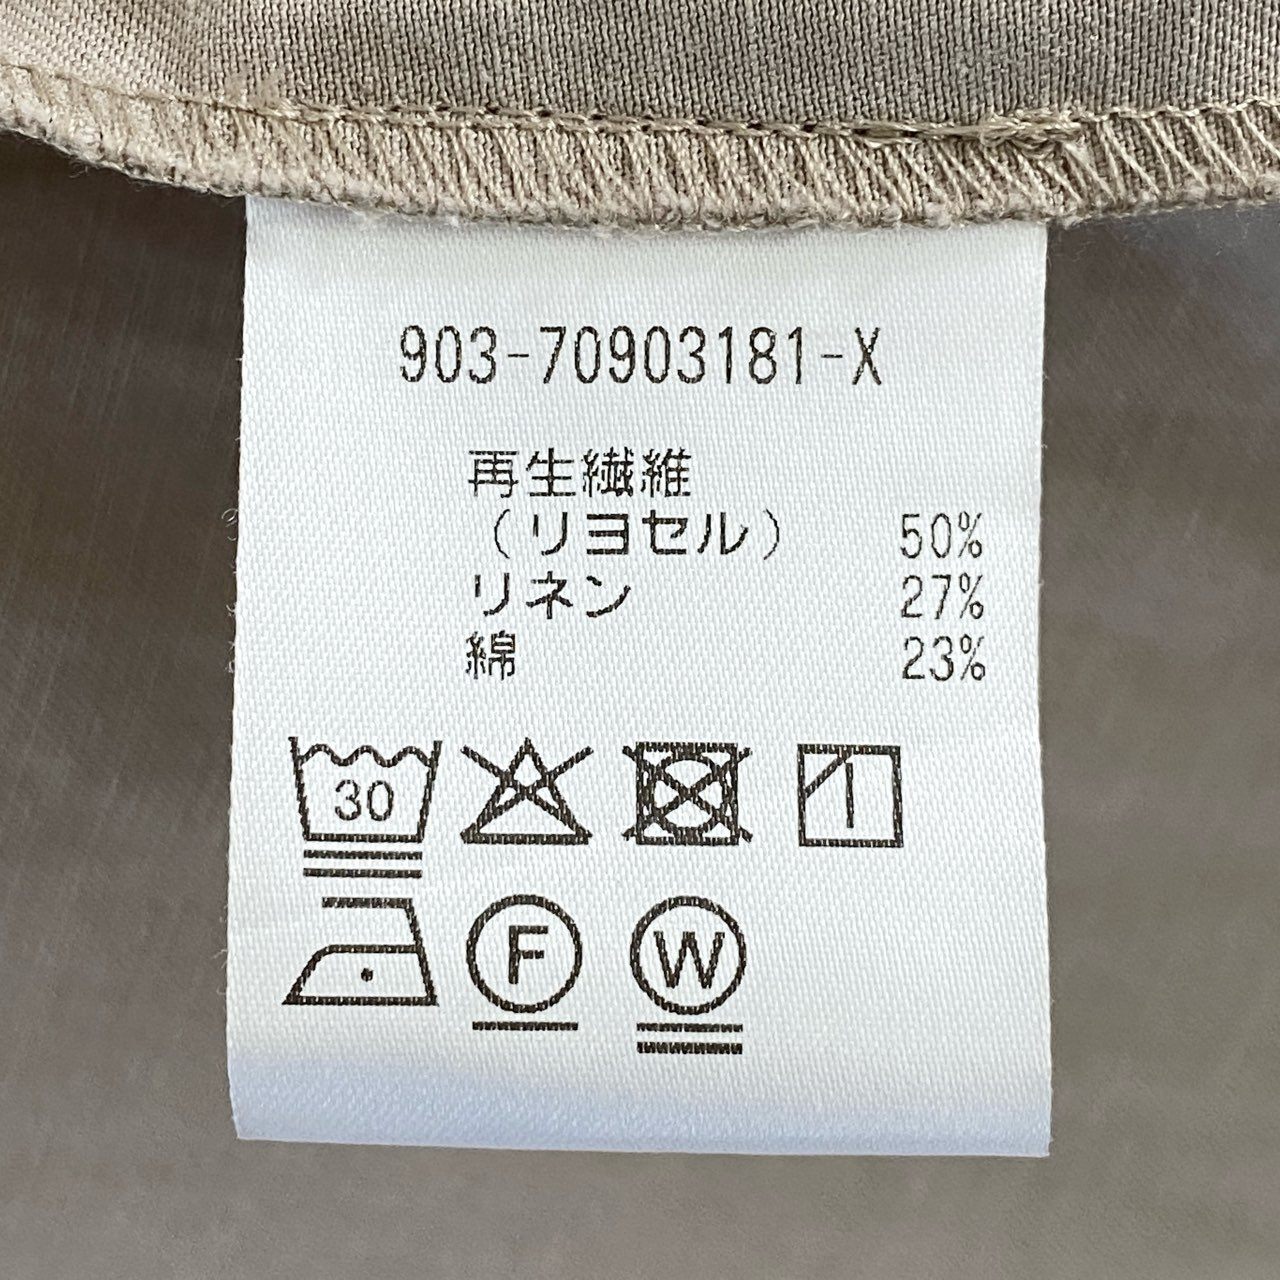 903-70903181-X
再生繊維
（リヨセル） 50%
リネン 27%
綿 23%
30
F W